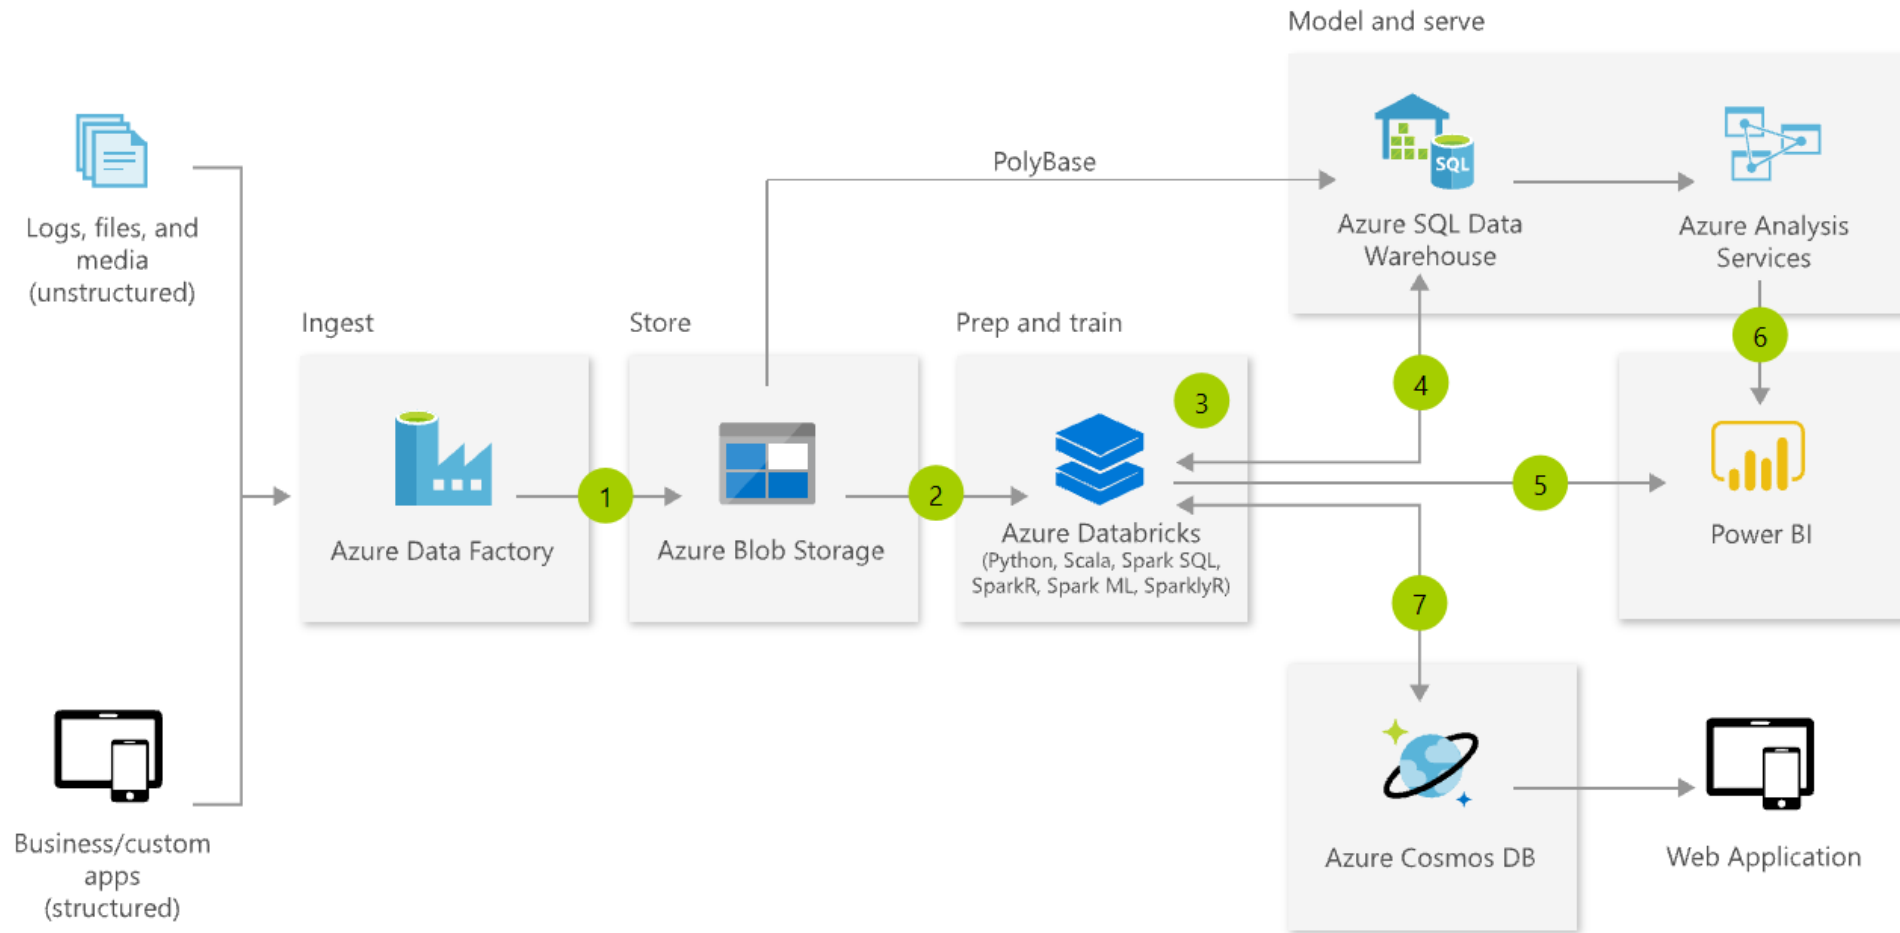 Model and serve
Logs, files, and
media
(unstructured)
PolyBase
SQL
Azure SQL Data
Warehouse
Azure Analysis
Services
Ingest
Store
Prep and train
6
4
3
1
2
5
7
Azure Data Factory
Azure Blob Storage
Azure Databricks
(Python, Scala, Spark SQL,
SparkR, Spark ML, SparklyR)
Power BI
Business/custom
apps
(structured)
Azure Cosmos DB
Web Application